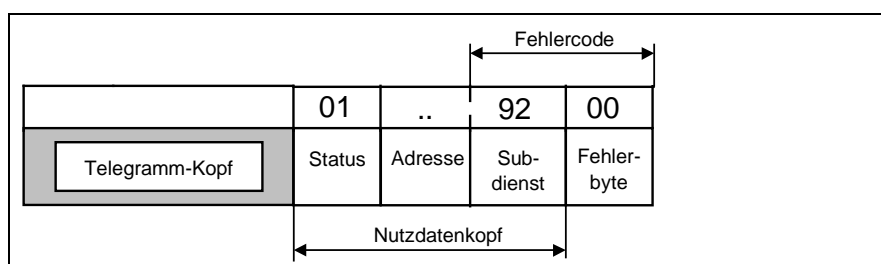 Fehlercode
01 .. 92 00
Telegramm-Kopf Status Adresse Sub-
dienst Fehler-
byte
Nutzdatenkopf